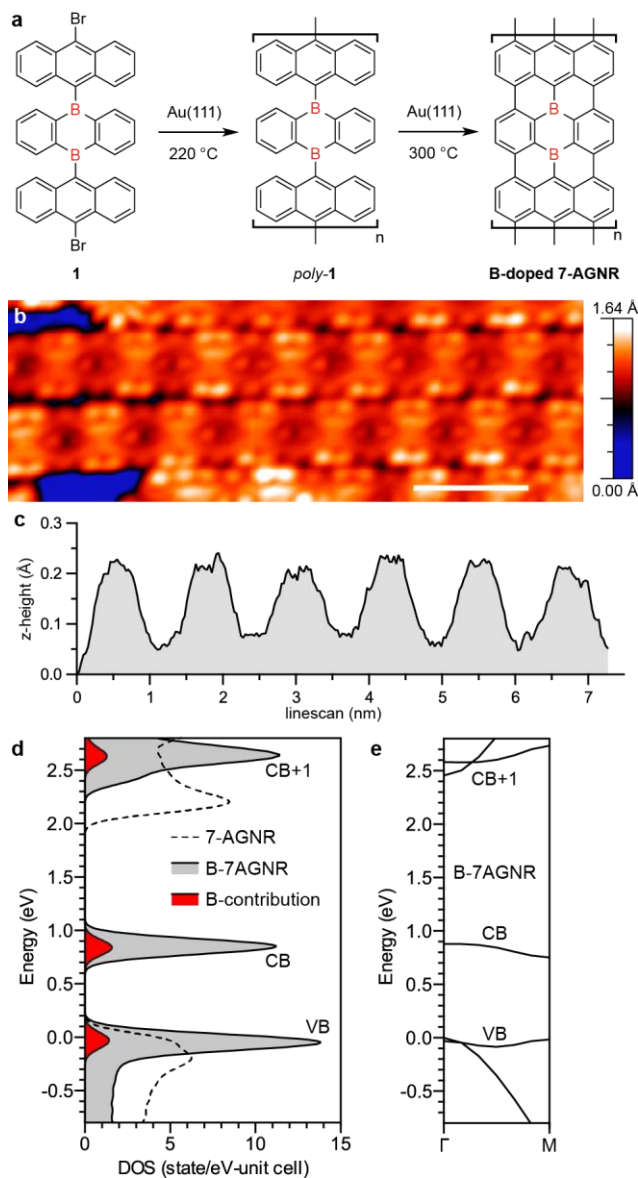 a
Br
B
B
Br
1
Au(111)
220 °C
B
B
n
poly-1
Au(111)
300 °C
B
B
n
B-doped 7-AGNR
b
1.64 Å
0.00 Å
c
z-height (Å)
0.3
0.2
0.1
0.0
0 1 2 3 4 5 6 7
linescan (nm)
d
Energy (eV)
2.5
2.0
1.5
1.0
0.5
0.0
-0.5
CB+1
7-AGNR
B-7AGNR
B-contribution
CB
VB
0 5 10 15
DOS (state/eV-unit cell)
e
Energy (eV)
2.5
2.0
1.5
1.0
0.5
0.0
-0.5
CB+1
B-7AGNR
CB
VB
Γ M